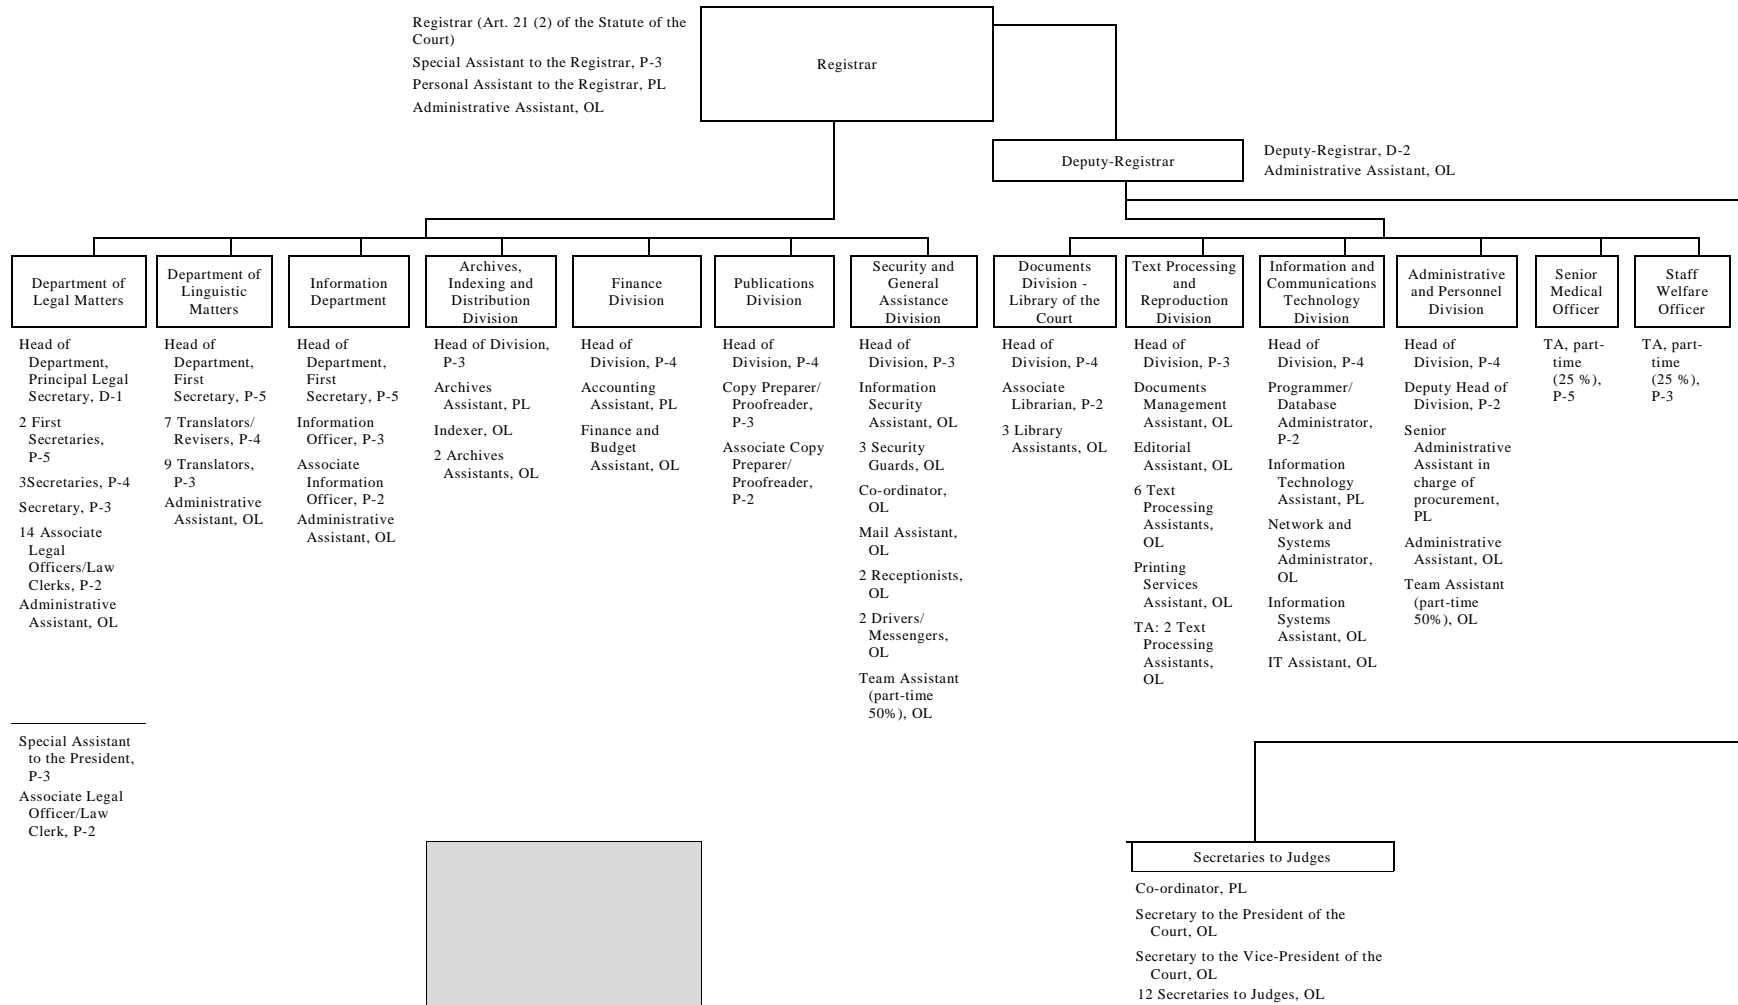 Registrar (Art. 21 (2) of the Statute of the
Court)
Special Assistant to the Registrar, P-3
Personal Assistant to the Registrar, PL
Administrative Assistant, OL
Registrar
Deputy-Registrar
Deputy-Registrar, D-2
Administrative Assistant, OL
Department of
Legal Matters
Head of
Department,
Principal Legal
Secretary, D-1
2 First
Secretaries,
P-5
3Secretaries, P-4
Secretary, P-3
14 Associate
Legal
Officers/Law
Clerks, P-2
Administrative
Assistant, OL
Special Assistant
to the President,
P-3
Associate Legal
Officer/Law
Clerk, P-2
Department of
Linguistic
Matters
Head of
Department,
First
Secretary, P-5
7 Translators/
Revisers, P-4
9 Translators,
P-3
Administrative
Assistant, OL
Information
Department
Head of
Department,
First
Secretary, P-5
Information
Officer, P-3
Associate
Information
Officer, P-2
Administrative
Assistant, OL
Archives,
Indexing and
Distribution
Division
Head of Division,
P-3
Archives
Assistant, PL
Indexer, OL
2 Archives
Assistants, OL
Finance
Division
Head of
Division, P-4
Accounting
Assistant, PL
Finance and
Budget
Assistant, OL
Publications
Division
Head of
Division, P-4
Copy Preparer/
Proofreader,
P-3
Associate Copy
Preparer/
Proofreader,
P-2
Security and
General
Assistance
Division
Head of
Division, P-3
Information
Security
Assistant, OL
3 Security
Guards, OL
Co-ordinator,
OL
Mail Assistant,
OL
2 Receptionists,
OL
2 Drivers/
Messengers,
OL
Team Assistant
(part-time
50%), OL
Documents
Division -
Library of the
Court
Head of
Division, P-4
Associate
Librarian, P-2
3 Library
Assistants, OL
Text Processing
and
Reproduction
Division
Head of
Division, P-3
Documents
Management
Assistant, OL
Editorial
Assistant, OL
6 Text
Processing
Assistants,
OL
Printing
Services
Assistant, OL
TA: 2 Text
Processing
Assistants,
OL
Information and
Communications
Technology
Division
Head of
Division, P-4
Programmer/
Database
Administrator,
P-2
Information
Technology
Assistant, PL
Network and
Systems
Administrator,
OL
Information
Systems
Assistant, OL
IT Assistant, OL
Administrative
and Personnel
Division
Head of
Division, P-4
Deputy Head of
Division, P-2
Senior
Administrative
Assistant in
charge of
procurement,
PL
Administrative
Assistant, OL
Team Assistant
(part-time
50%), OL
Senior
Medical
Officer
TA, part-
time
(25 %),
P-5
Staff
Welfare
Officer
TA, part-
time
(25 %),
P-3
Secretaries to Judges
Co-ordinator, PL
Secretary to the President of the
Court, OL
Secretary to the Vice-President of the
Court, OL
12 Secretaries to Judges, OL